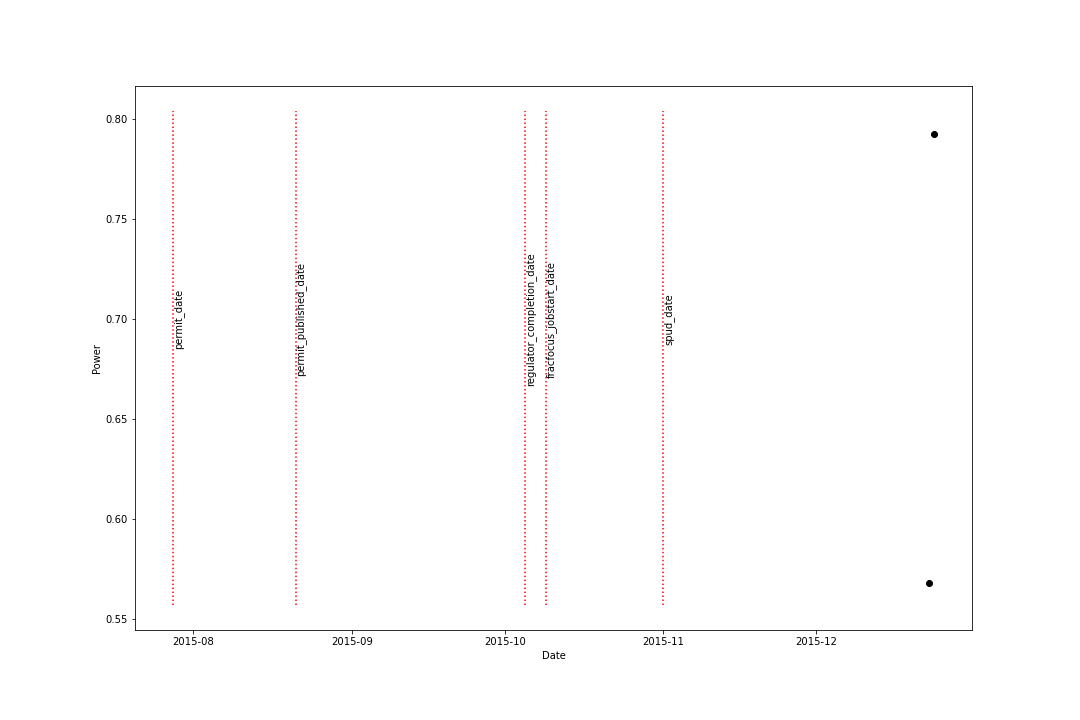 0.80
0.75
0.70
0.65
0.60
0.55
Power
permit_date
permit_published_date
regulator_completion_date
fracfocus_jobstart_date
spud_date
2015-08 2015-09 2015-10 2015-11 2015-12
Date